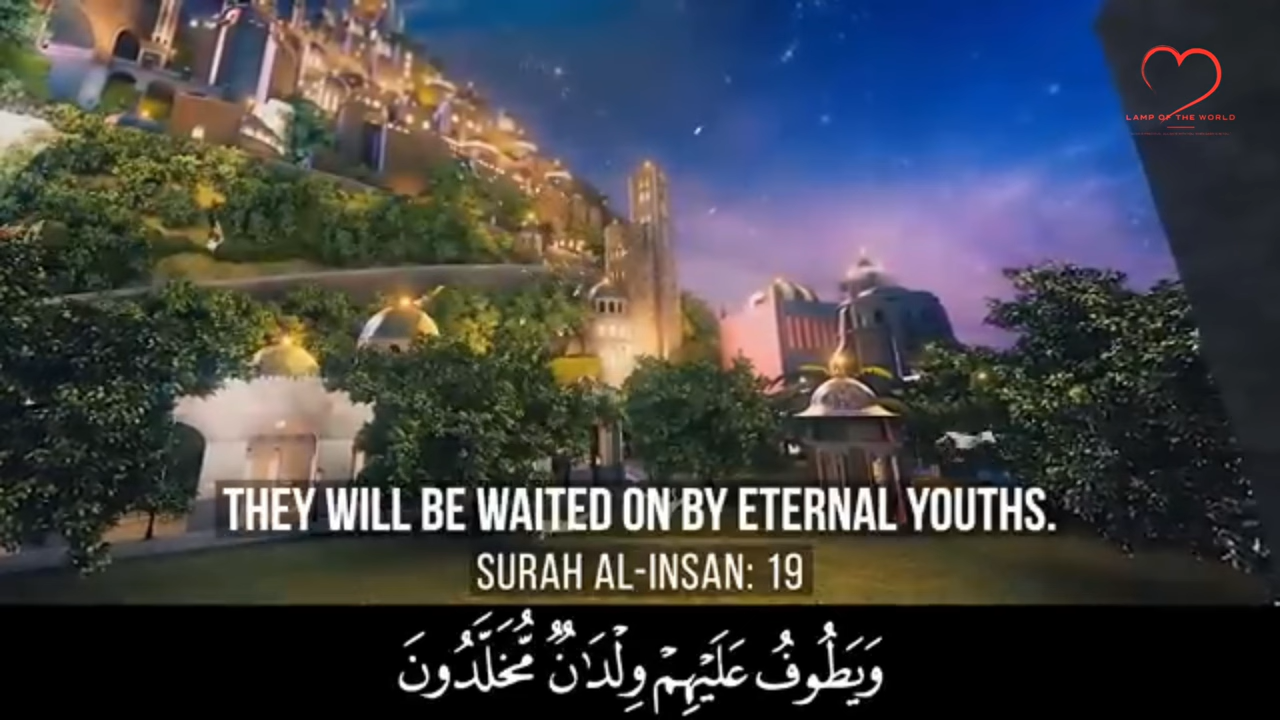 LAMP OF THE WORLD
THEY WILL BE WAITED ON BY ETERNAL YOUTHS.
SURAH AL-INSAN: 19
وَيَطُوفُ عَلَيْهِمْ وِلْدَٰنٌ مُّخَلَّدُونَ